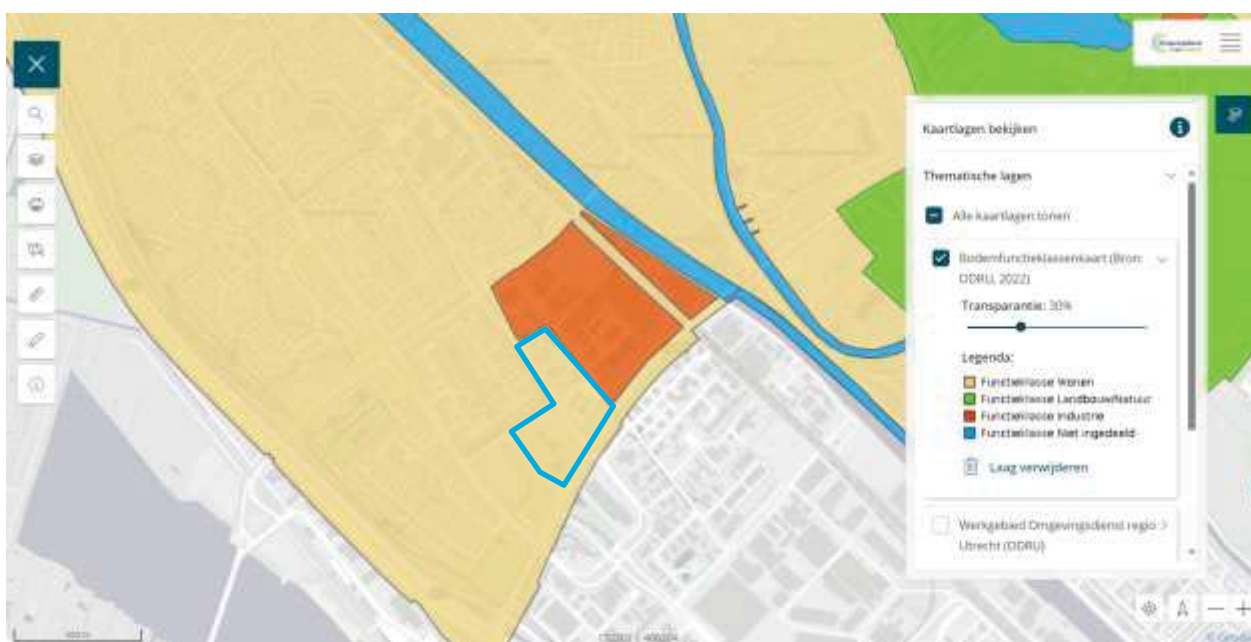 Kaartlagen bekijken
Thematische lagen
Alle kaartlagen tonen
Bodemfunctieklassenkaart (Bron:
ODRU, 2022)
Transparantie: 30%
Legenda:
Functieklasse Wonen
Functieklasse Landbouw/Natuur
Functieklasse Industrie
Functieklasse Niet ingedeeld
Laag verwijderen
Werkgebied Omgevingsdienst regio
Utrecht (ODRU)